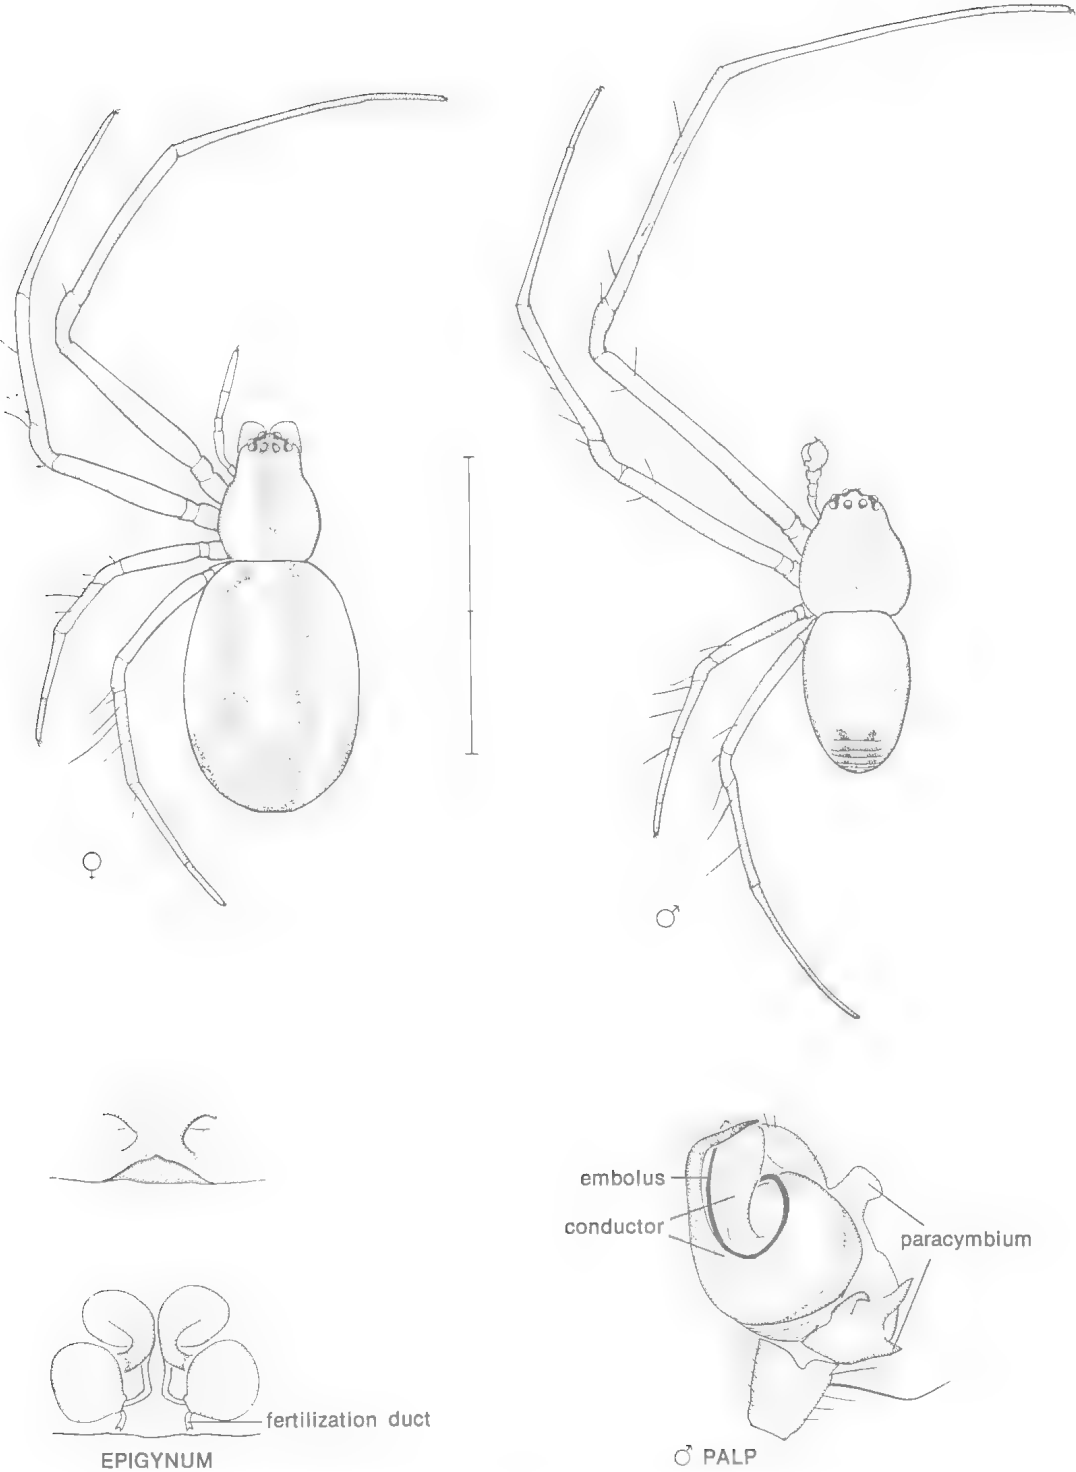 ♀
♂
embolus
conductor
paracymbium
fertilization duct
EPIGYNUM
♂ PALP